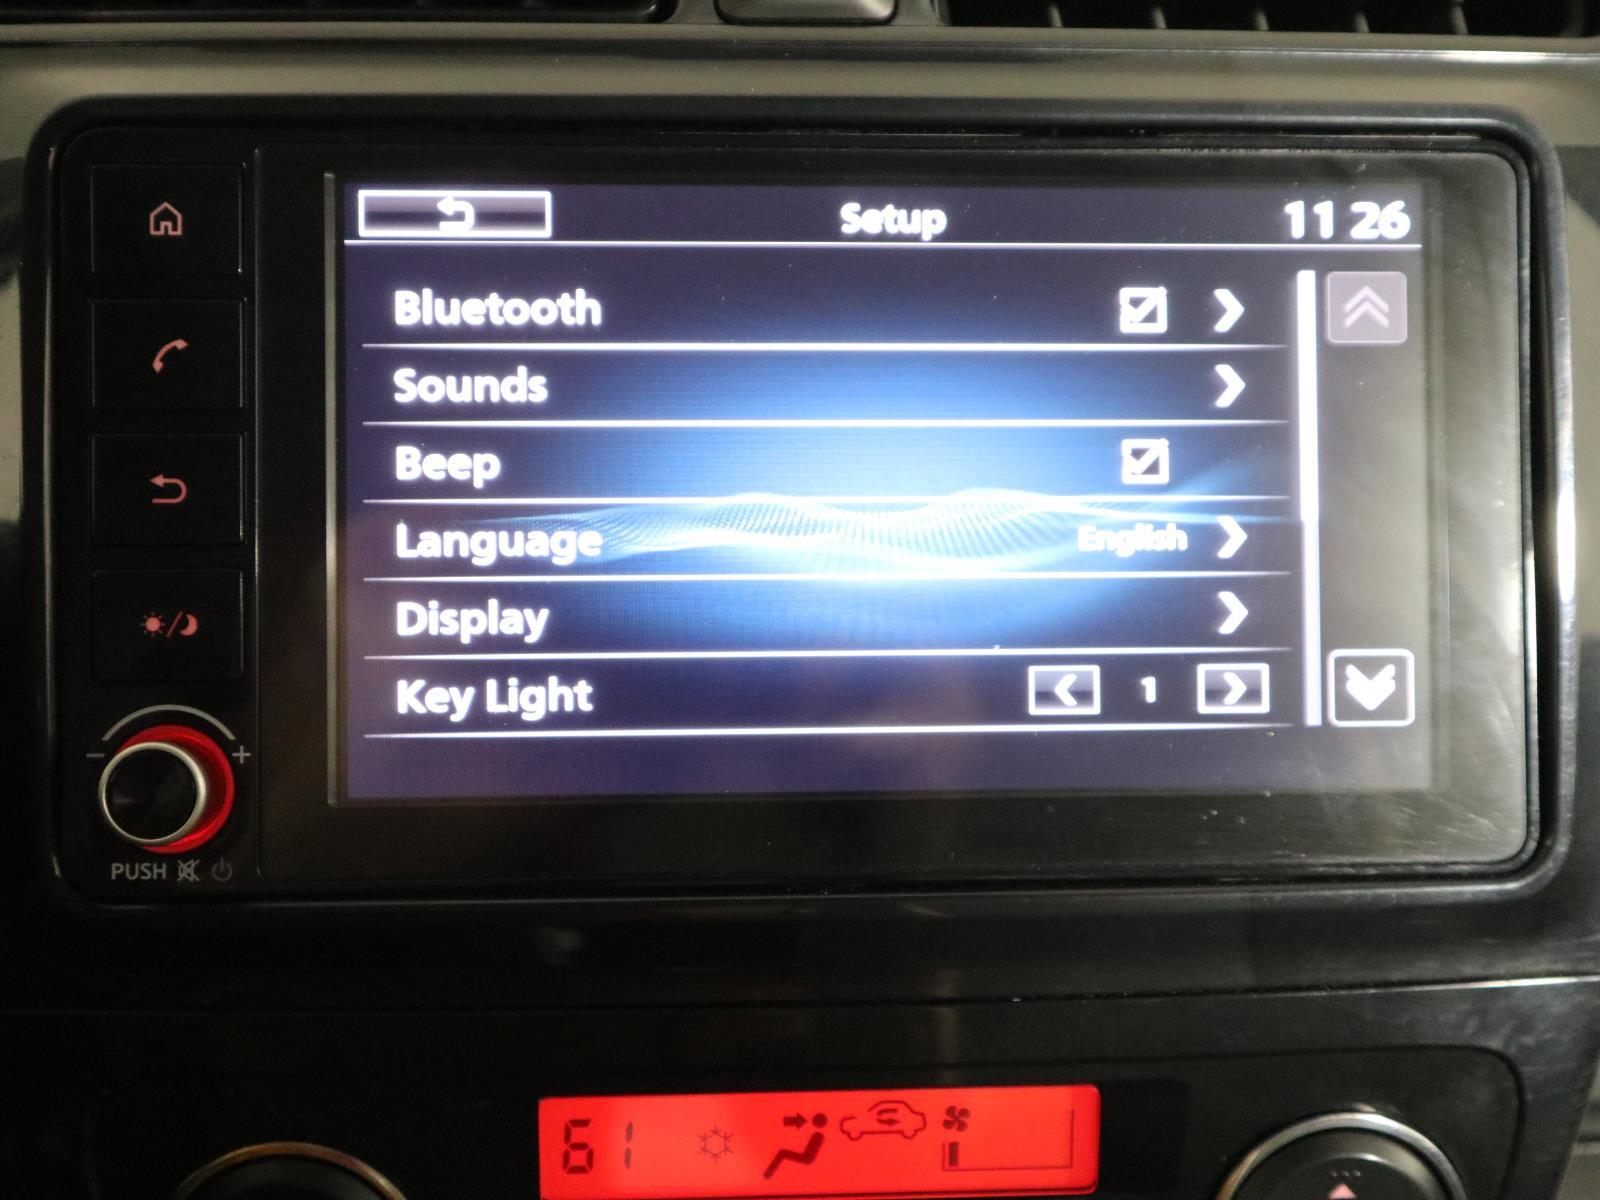 Setup 11 26
Bluetooth
Sounds
Beep
Language English
Display
Key Light 1
- +
PUSH
61